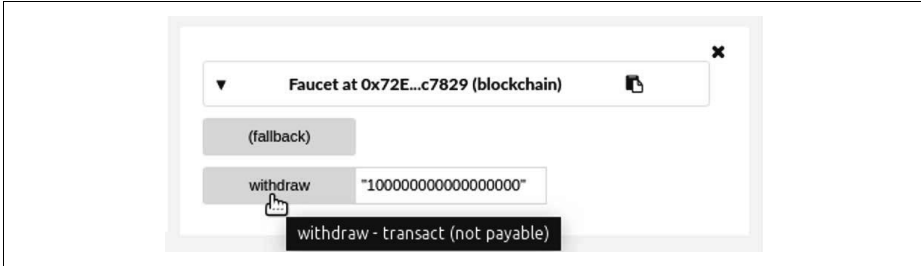 Faucet at 0x72E...c7829 (blockchain)
(fallback)
withdraw "100000000000000000"
withdraw - transact (not payable)